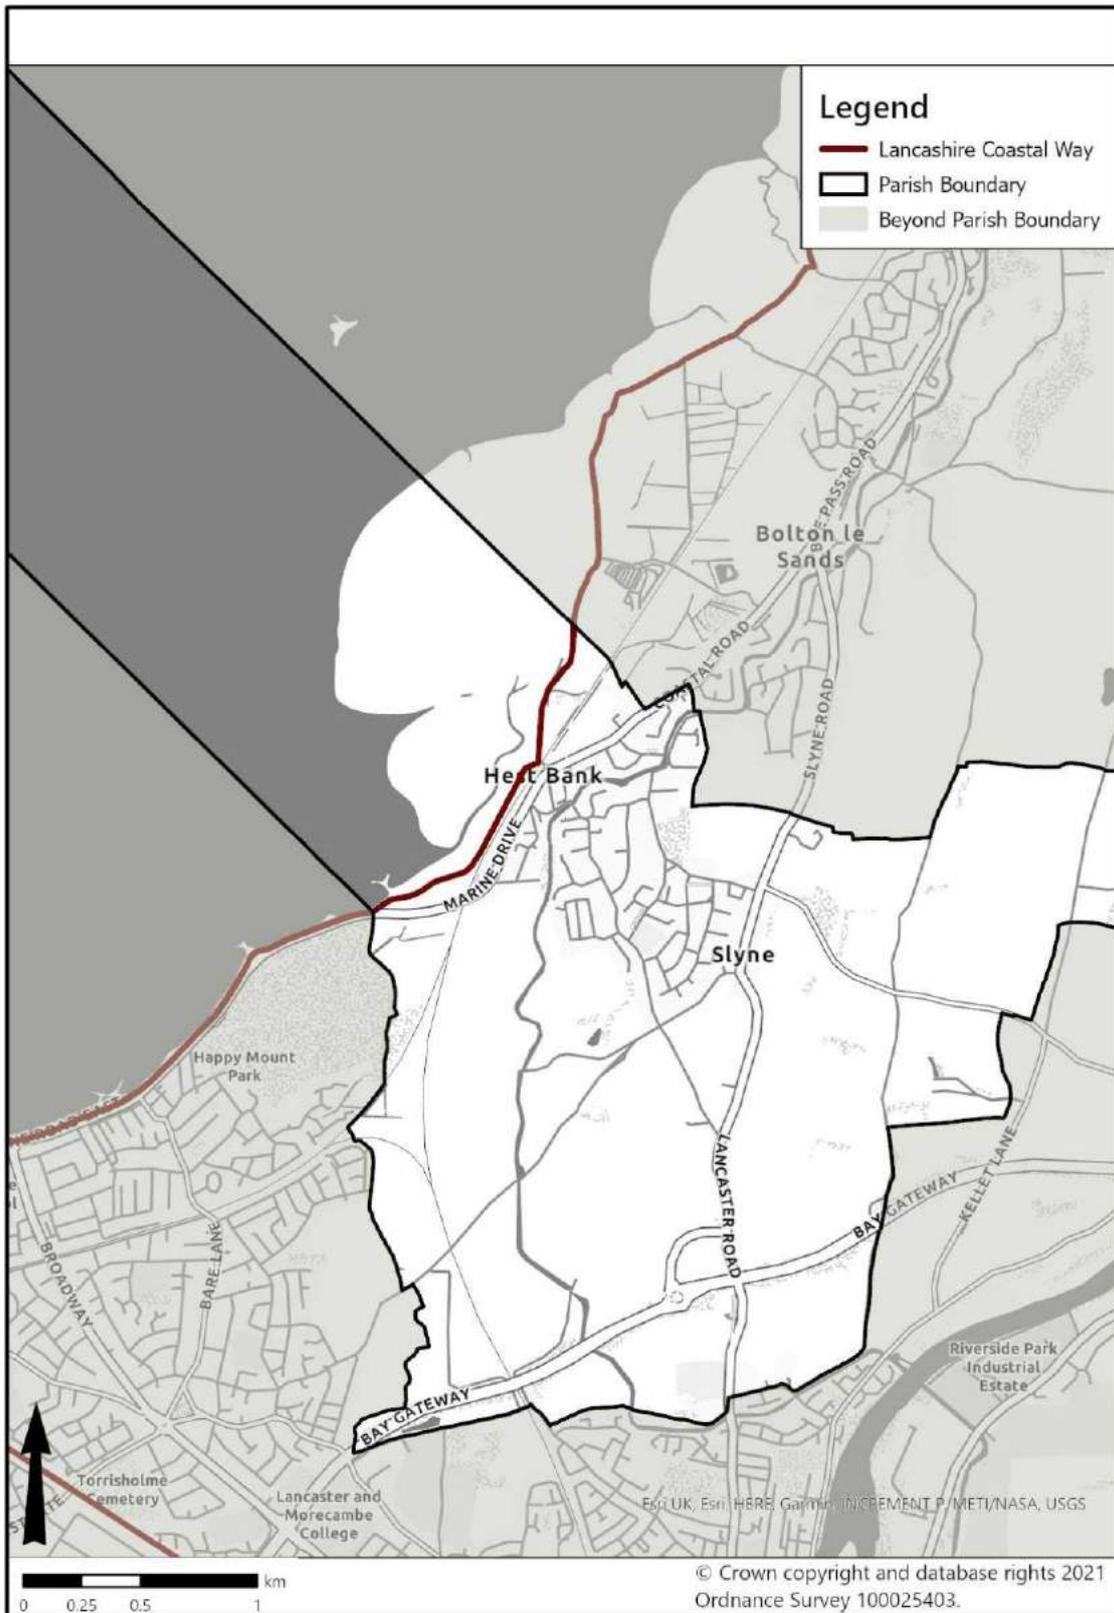 Legend
Lancashire Coastal Way
Parish Boundary
Beyond Parish Boundary
BYE-PASS ROAD
Bolton le
Sands
COASTAL ROAD
SLYNE ROAD
Hest Bank
MARINE DRIVE
Slyne
Happy Mount
Park
LANCASTER ROAD
BAY GATEWAY
KELLET LANE
BROADWAY
BARE LANE
Riverside Park
Industrial
Estate
BAY GATEWAY
Torrisholme
Cemetery
Lancaster and
Morecambe
College
Esri UK, Esri, HERE, Garmin, INCREMENT P, METI/NASA, USGS
km
0 0.25 0.5 1
© Crown copyright and database rights 2021
Ordnance Survey 100025403.